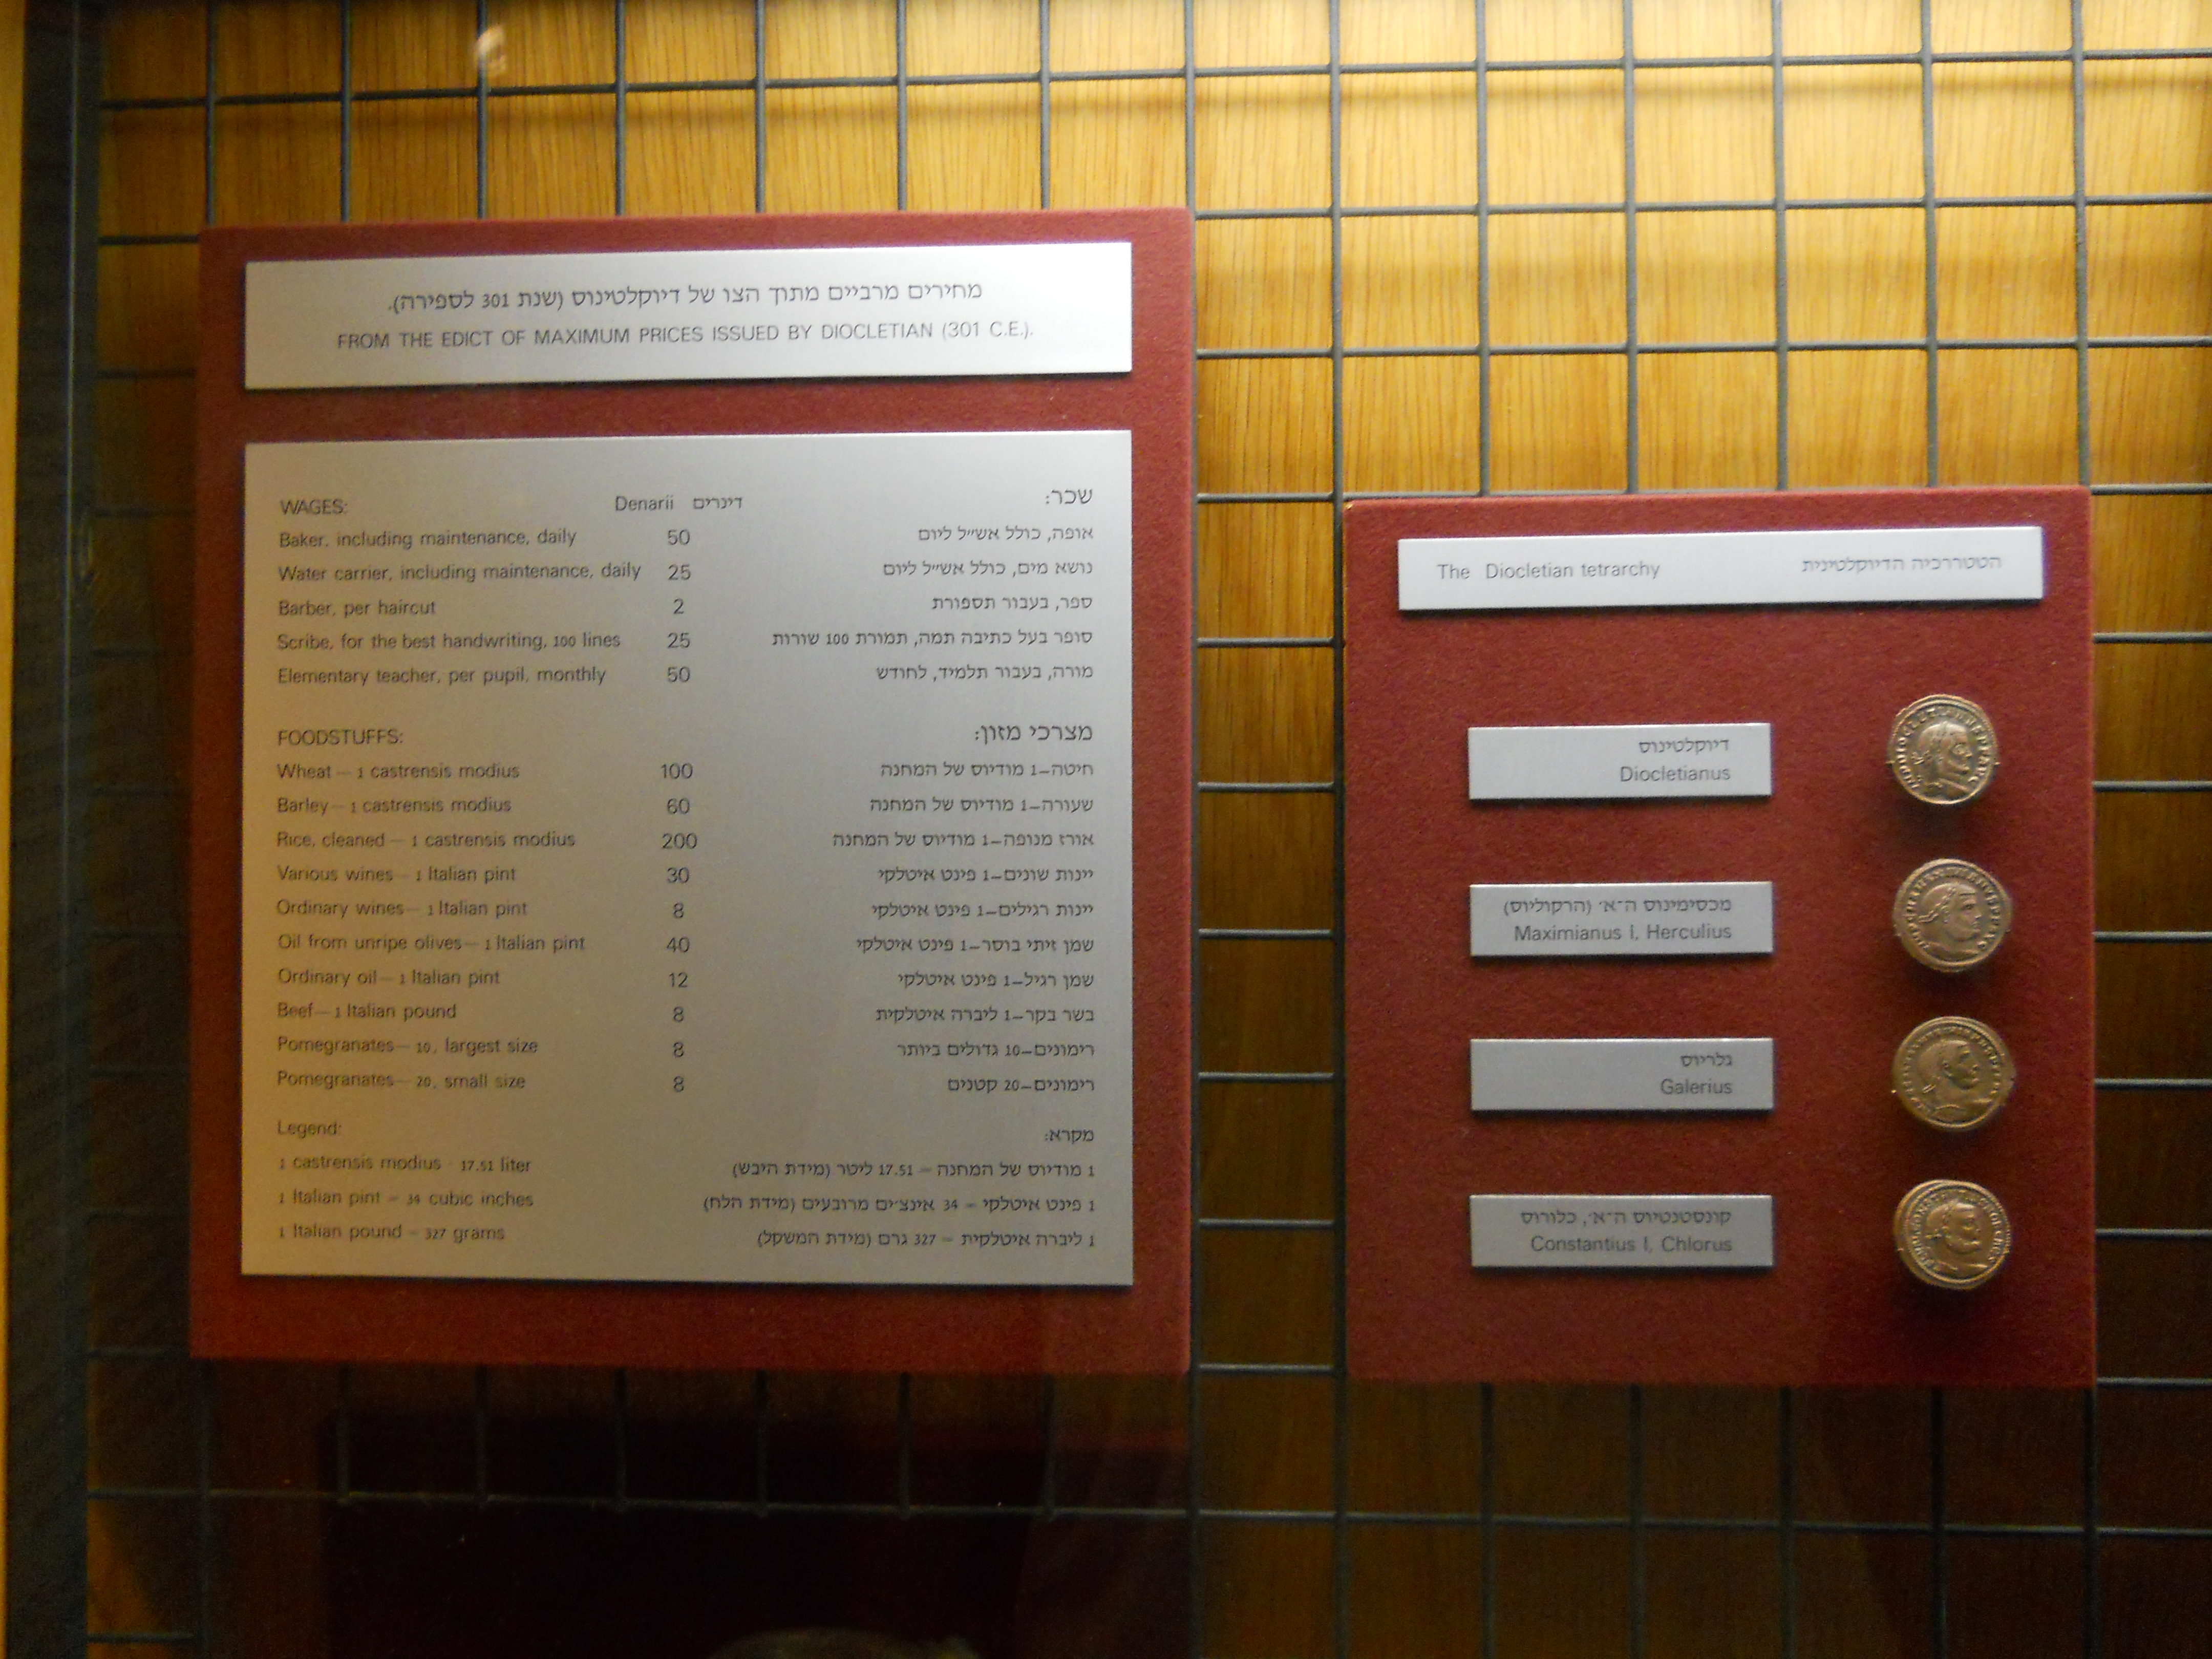 מחירים מרביים מתוך הצו של דיוקלטינוס (שנת 301 לספירה).
FROM THE EDICT OF MAXIMUM PRICES ISSUED BY DIOCLETIAN (301 C.E.).
WAGES: Denarii דינרים שכר:
Baker, including maintenance, daily 50 אופה, כולל אש״ל ליום
Water carrier, including maintenance, daily 25 נושא מים, כולל אש״ל ליום
Barber, per haircut 2 ספר, בעבור תספורת
Scribe, for the best handwriting, 100 lines 25 סופר בעל כתיבה תמה, תמורת 100 שורות
Elementary teacher, per pupil, monthly 50 מורה, בעבור תלמיד, לחודש
FOODSTUFFS: מצרכי מזון:
Wheat – 1 castrensis modius 100 חיטה–1 מודיוס של המחנה
Barley – 1 castrensis modius 60 שעורה–1 מודיוס של המחנה
Rice, cleaned – 1 castrensis modius 200 אורז מנופה–1 מודיוס של המחנה
Various wines – 1 Italian pint 30 יינות שונים–1 פינט איטלקי
Ordinary wines – 1 Italian pint 8 יינות רגילים–1 פינט איטלקי
Oil from unripe olives – 1 Italian pint 40 שמן זיתי בוסר–1 פינט איטלקי
Ordinary oil – 1 Italian pint 12 שמן רגיל–1 פינט איטלקי
Beef – 1 Italian pound 8 בשר בקר–1 ליברה איטלקית
Pomegranates – 10, largest size 8 רימונים–10 גדולים ביותר
Pomegranates – 20, small size 8 רימונים–20 קטנים
Legend: מקרא:
1 castrensis modius - 17.51 liter 1 מודיוס של המחנה = 17.51 ליטר (מידת היבש)
1 Italian pint = 34 cubic inches 1 פינט איטלקי = 34 אינצ׳ים מרובעים (מידת הלח)
1 Italian pound = 327 grams 1 ליברה איטלקית = 327 גרם (מידת המשקל)
The Diocletian tetrarchy הטטררכיה הדיוקלטינית
דיוקלטינוס
Diocletianus
מכסימינוס ה־א׳ (הרקוליוס)
Maximianus I, Herculius
גלריוס
Galerius
קונסטנטיוס ה־א׳, כלורוס
Constantius I, Chlorus